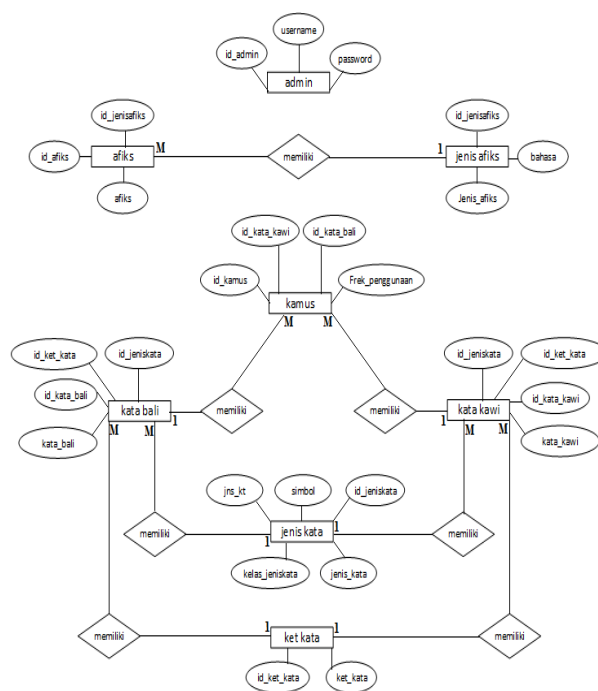 username
id_admin
password
admin
id_jenisafiks
id_jenisafiks
id_afiks
afiks
M
memiliki
1
jenis afiks
bahasa
afiks
Jenis_afiks
id_kata_kawi
id_kata_bali
id_kamus
Frek_penggunaan
kamus
M
M
id_ket_kata
id_jeniskata
id_jeniskata
id_ket_kata
id_kata_bali
id_kata_kawi
kata bali
1
memiliki
memiliki
1
kata kawi
kata_bali
kata_kawi
M
M
M
M
jns_kt
simbol
id_jeniskata
memiliki
1
jenis kata
1
memiliki
kelas_jeniskata
jenis_kata
memiliki
1
ket kata
1
memiliki
id_ket_kata
ket_kata